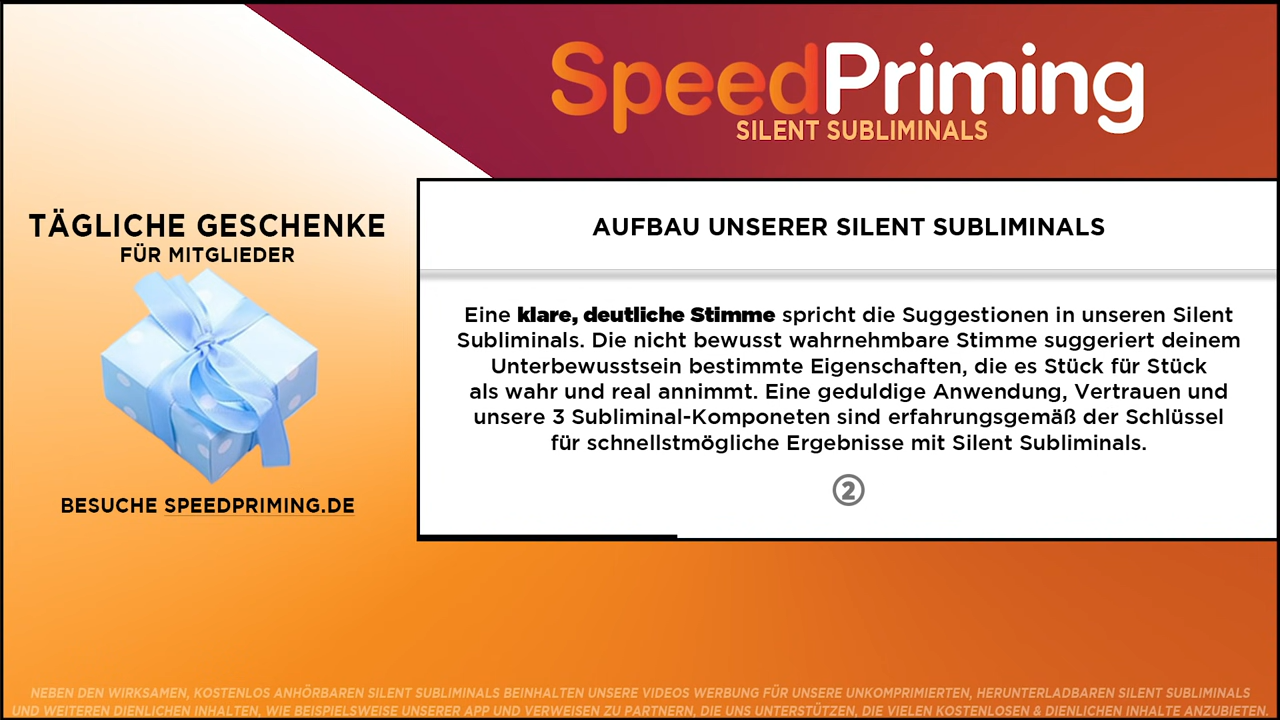 SpeedPriming
SILENT SUBLIMINALS
TÄGLICHE GESCHENKE
FÜR MITGLIEDER
BESUCHE SPEEDPRIMING.DE
AUFBAU UNSERER SILENT SUBLIMINALS
Eine klare, deutliche Stimme spricht die Suggestionen in unseren Silent
Subliminals. Die nicht bewusst wahrnehmbare Stimme suggeriert deinem
Unterbewusstsein bestimmte Eigenschaften, die es Stück für Stück
als wahr und real annimmt. Eine geduldige Anwendung, Vertrauen und
unsere 3 Subliminal-Komponeten sind erfahrungsgemäß der Schlüssel
für schnellstmögliche Ergebnisse mit Silent Subliminals.
②
NEBEN DEN WIRKSAMEN, KOSTENLOS ANHÖRBAREN SILENT SUBLIMINALS BEINHALTEN UNSERE VIDEOS WERBUNG FÜR UNSERE UNKOMPRIMIERTEN, HERUNTERLADBAREN SILENT SUBLIMINALS
UND WEITEREN DIENLICHEN INHALTEN, WIE BEISPIELSWEISE UNSERER APP UND VERWEISEN ZU PARTNERN, DIE UNS UNTERSTÜTZEN, DIE VIELEN KOSTENLOSEN & DIENLICHEN INHALTE ANZUBIETEN.